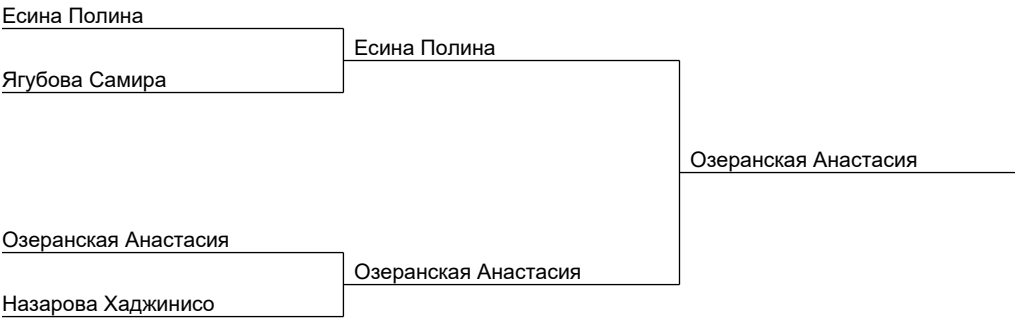 Есина Полина
Есина Полина
Ягубова Самира
Озеранская Анастасия
Озеранская Анастасия
Озеранская Анастасия
Назарова Хаджинисо